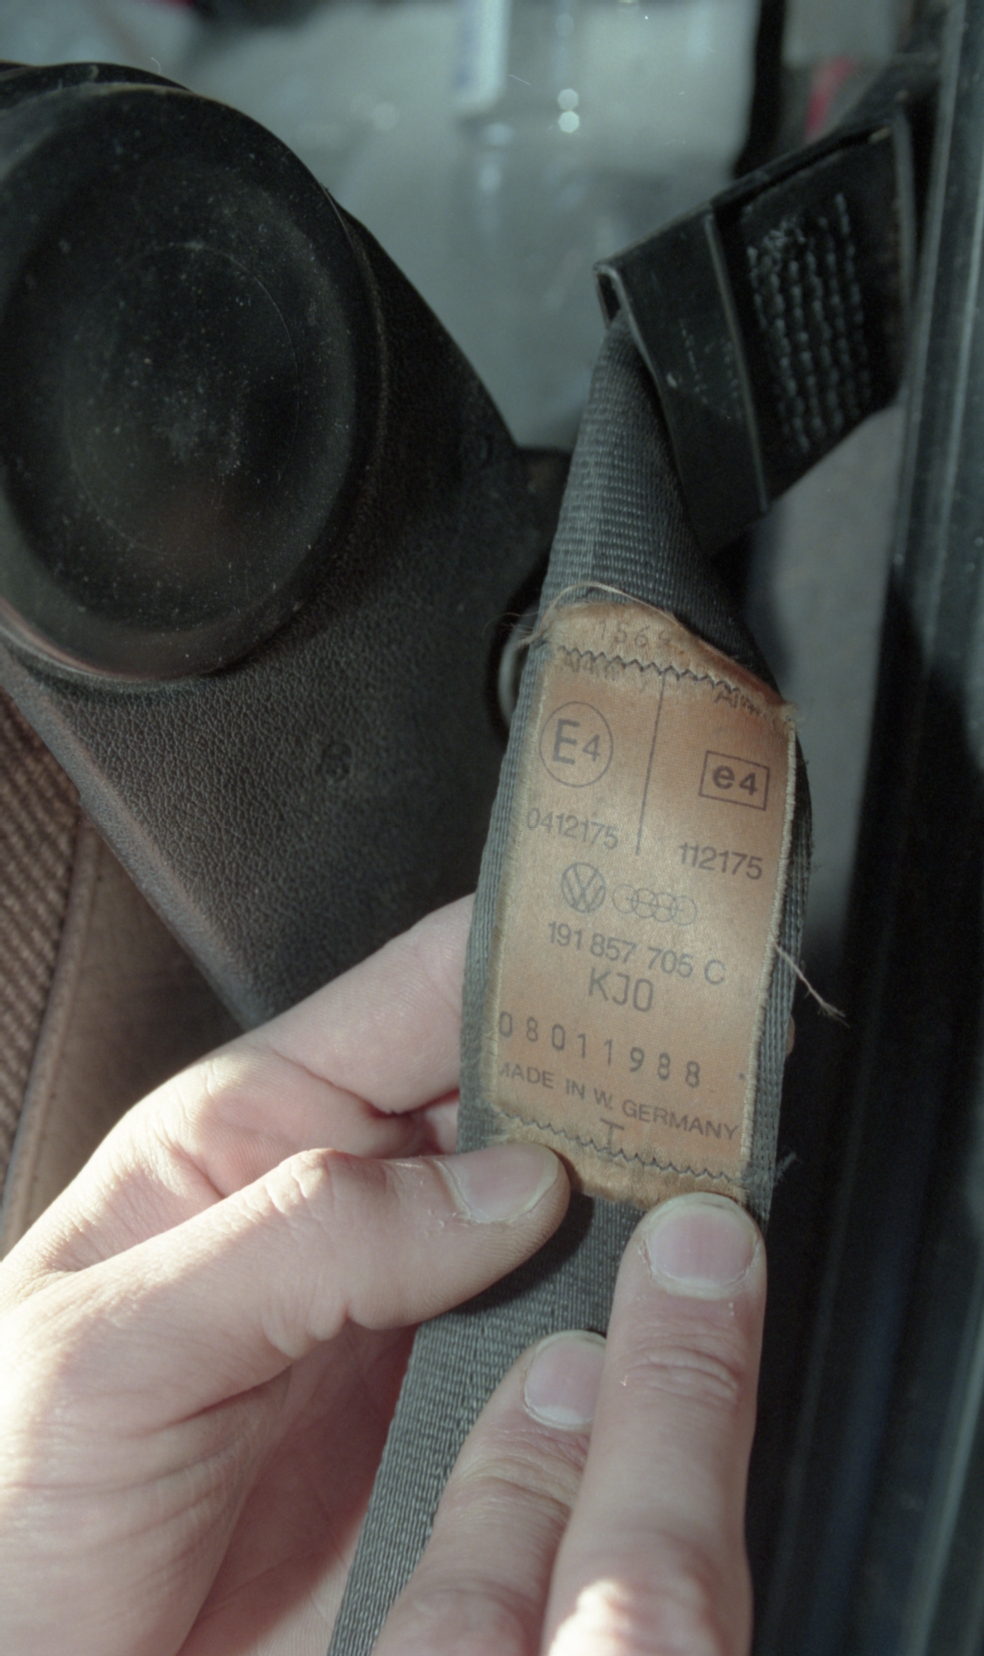 E4
e4
0412175
112175
191 857 705 C
KJ0
08011988
MADE IN W. GERMANY
I